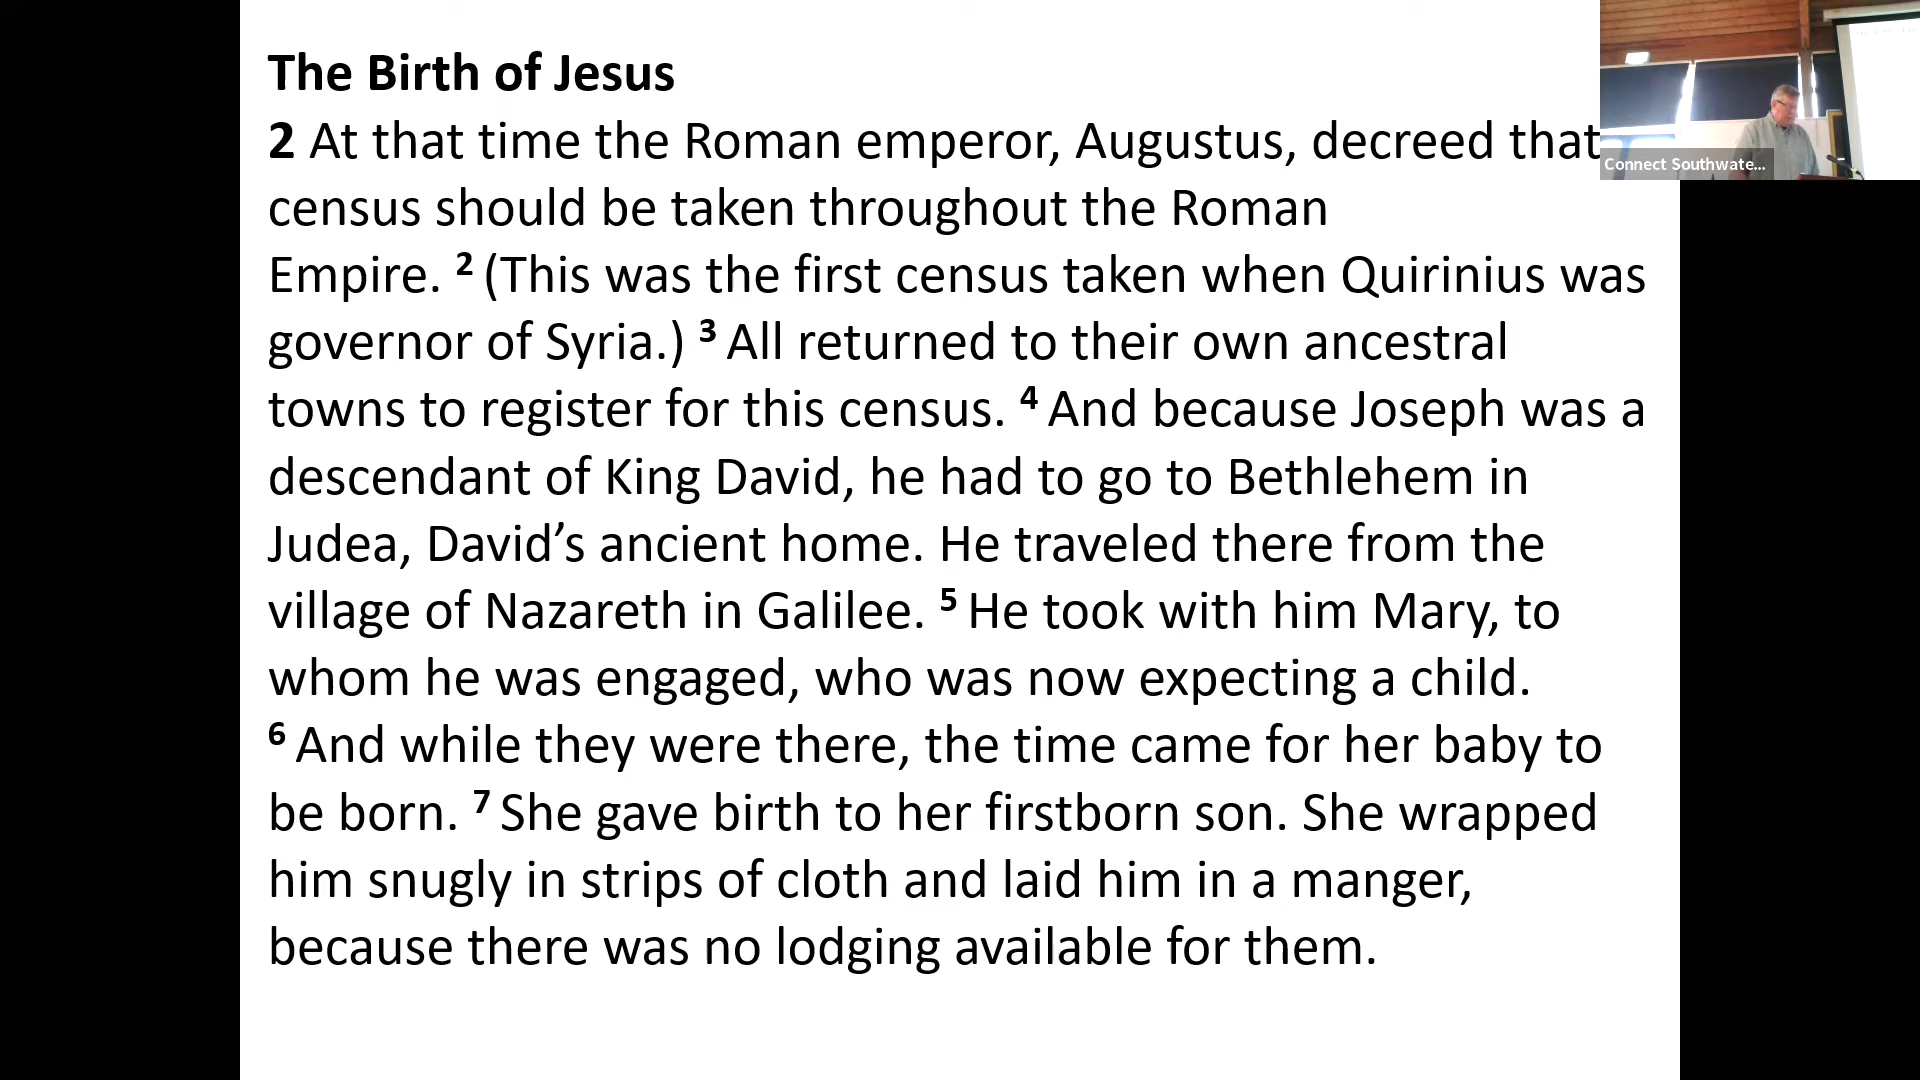 The Birth of Jesus
2 At that time the Roman emperor, Augustus, decreed that
census should be taken throughout the Roman
Empire. 2 (This was the first census taken when Quirinius was
governor of Syria.) 3 All returned to their own ancestral
towns to register for this census. 4 And because Joseph was a
descendant of King David, he had to go to Bethlehem in
Judea, David’s ancient home. He traveled there from the
village of Nazareth in Galilee. 5 He took with him Mary, to
whom he was engaged, who was now expecting a child.
6 And while they were there, the time came for her baby to
be born. 7 She gave birth to her firstborn son. She wrapped
him snugly in strips of cloth and laid him in a manger,
because there was no lodging available for them.
Connect Southwate...